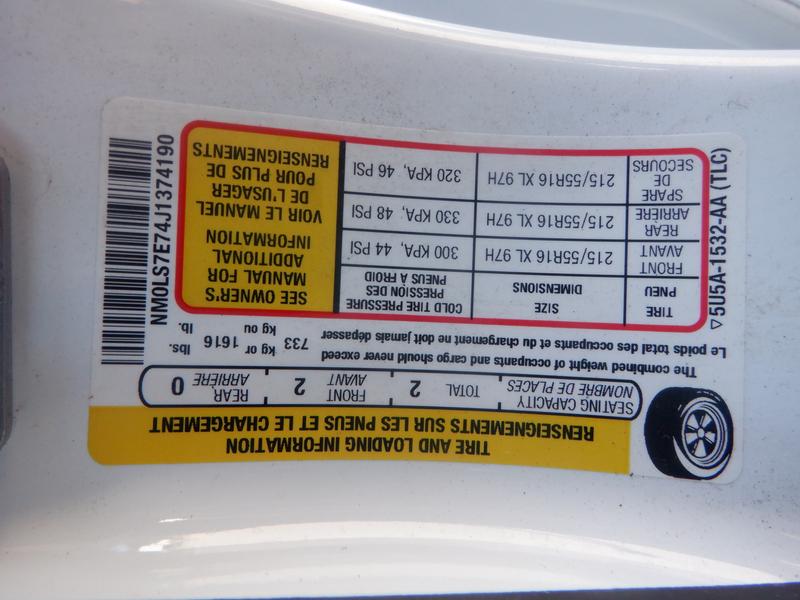 TIRE AND LOADING INFORMATION
RENSEIGNEMENTS SUR LES PNEUS ET LE CHARGEMENT
SEATING CAPACITY
NOMBRE DE PLACES
TOTAL 2
FRONT
AVANT 2
REAR
ARRIÈRE 0
The combined weight of occupants and cargo should never exceed
Le poids total des occupants et du chargement ne doit jamais dépasser
733 kg or 1616 lbs.
kg ou lb.
TIRE
PNEU
SIZE
DIMENSIONS
COLD TIRE PRESSURE
PRESSION DES
PNEUS À FROID
FRONT
AVANT
215/55R16 XL 97H
300 KPA, 44 PSI
REAR
ARRIÈRE
215/55R16 XL 97H
330 KPA, 48 PSI
SPARE
DE
SECOURS
215/55R16 XL 97H
320 KPA, 46 PSI
SEE OWNER'S
MANUAL FOR
ADDITIONAL
INFORMATION
VOIR LE MANUEL
DE L'USAGER
POUR PLUS DE
RENSEIGNEMENTS
▽5U5A-1532-AA (TLC)
NM0LS7E74J1374190